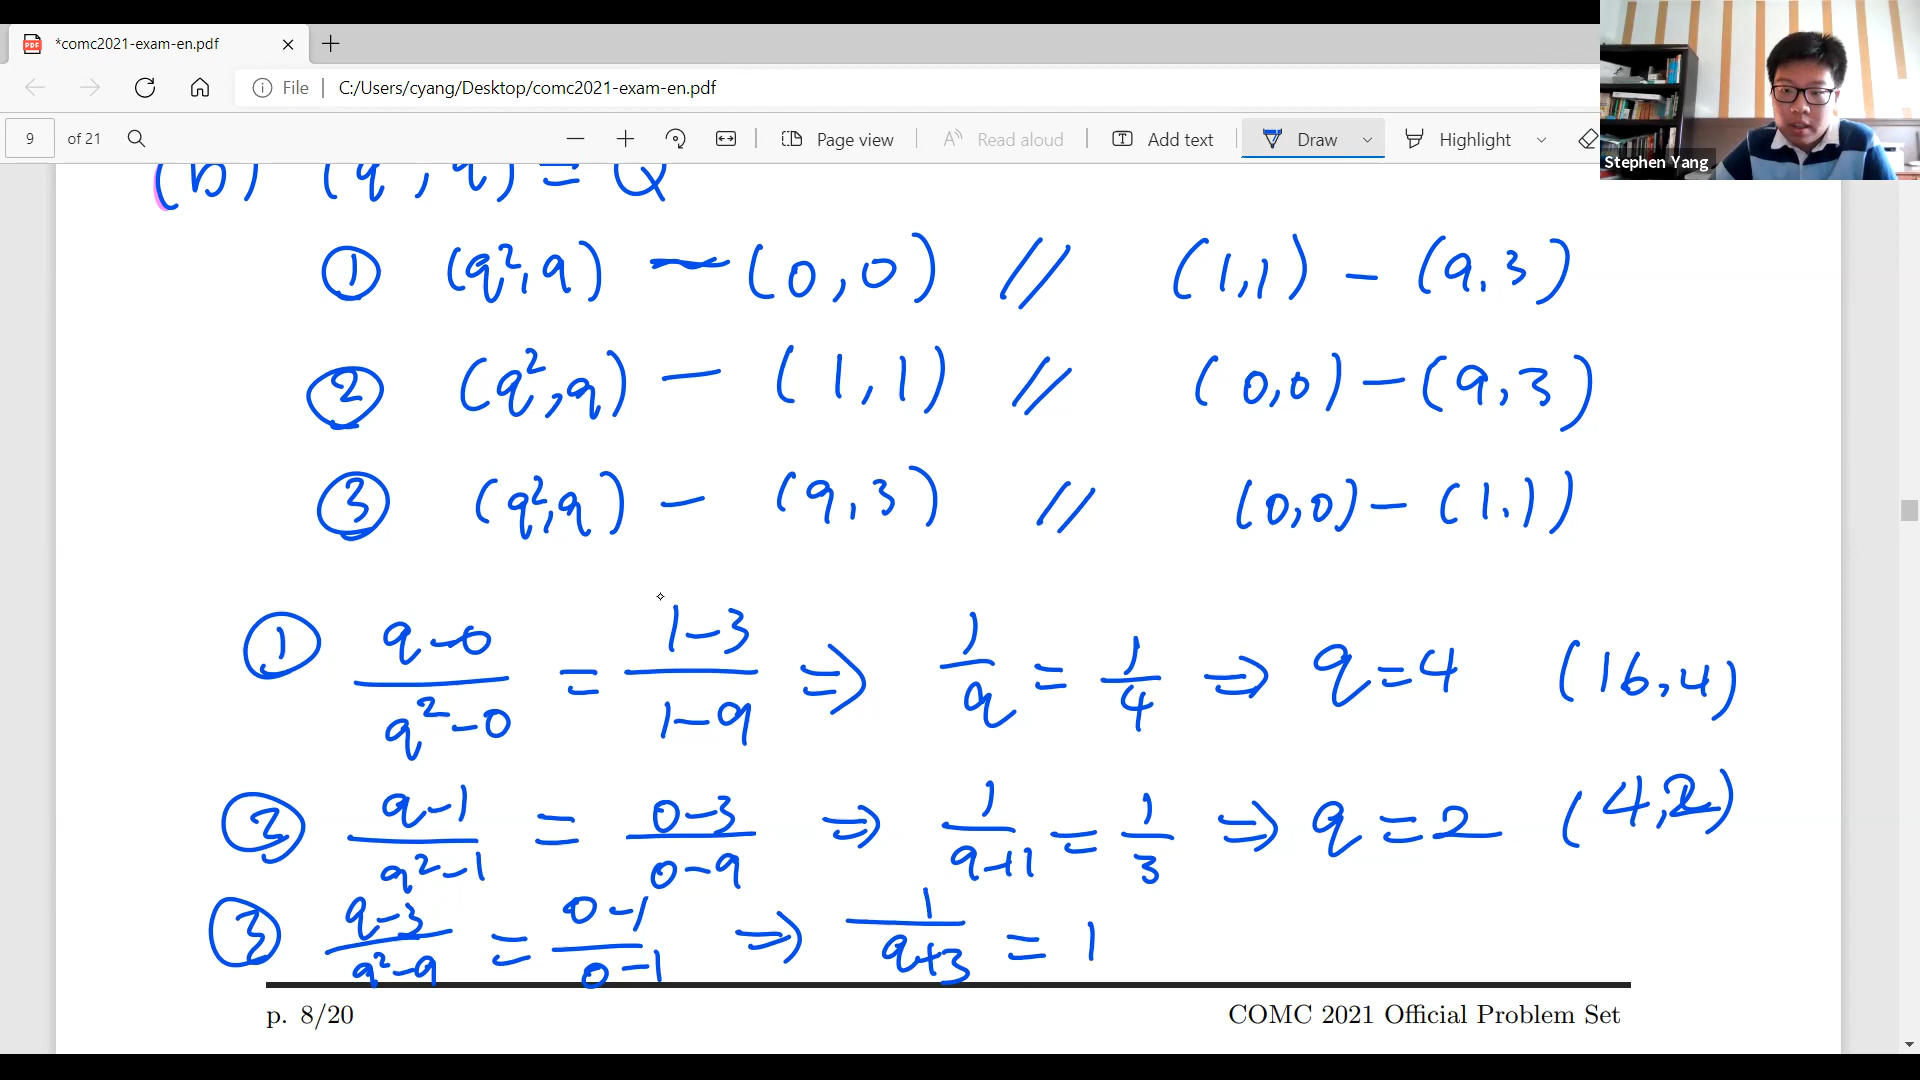 *comc2021-exam-en.pdf
File | C:/Users/cyang/Desktop/comc2021-exam-en.pdf
9 of 21
Page view
Read aloud
Add text
Draw
Highlight
Stephen Yang
(b) (q², q) = Q
① (q², q) — (0,0) // (1,1) – (9,3)
② (q², q) — (1,1) // (0,0) – (9,3)
③ (q², q) — (9,3) // (0,0) – (1,1)
① (q-0)/(q²-0) = (1-3)/(1-9) ⇒ 1/q = 1/4 ⇒ q=4 (16,4)
② (q-1)/(q²-1) = (0-3)/(0-9) ⇒ 1/(q+1) = 1/3 ⇒ q=2 (4,2)
③ (q-3)/(q²-9) = (0-1)/(0-1) ⇒ 1/(q+3) = 1
p. 8/20
COMC 2021 Official Problem Set